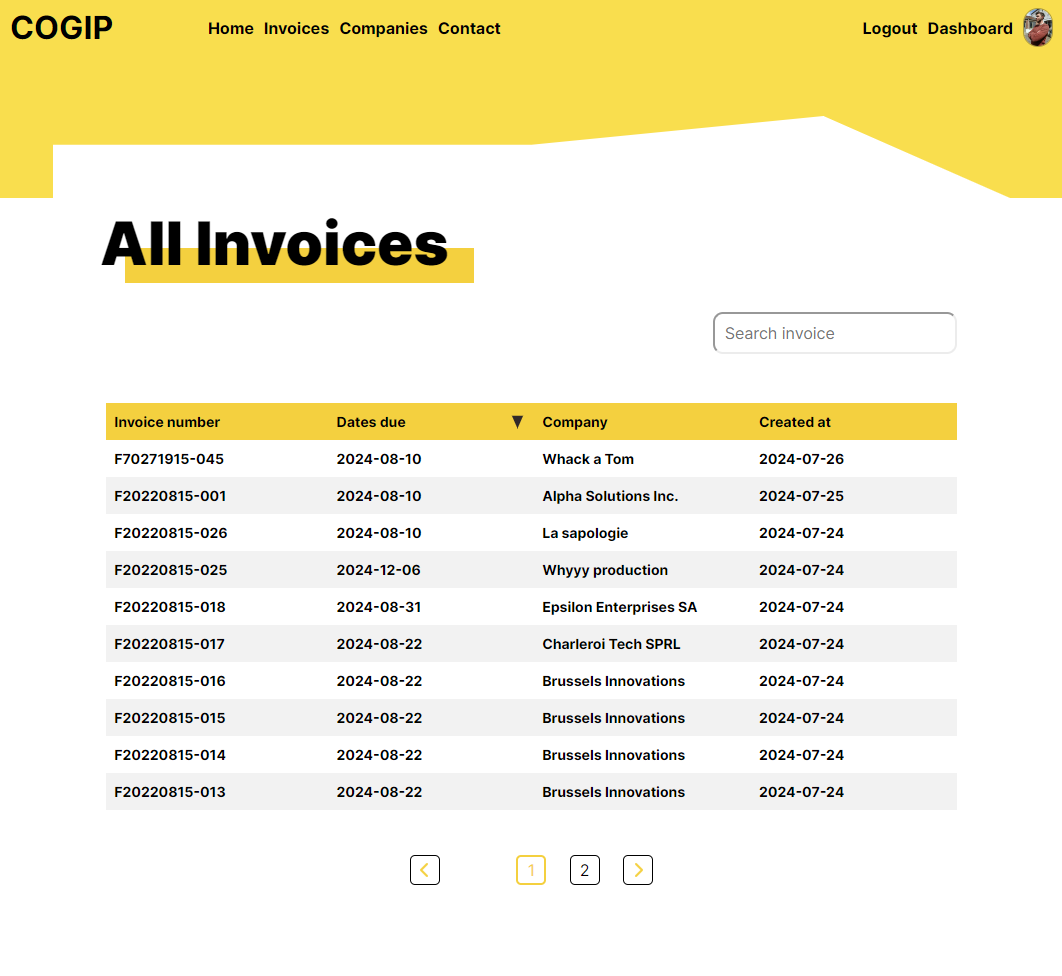 COGIP Home Invoices Companies Contact Logout Dashboard
All Invoices
Search invoice
Invoice number Dates due ▼ Company Created at
F70271915-045 2024-08-10 Whack a Tom 2024-07-26
F20220815-001 2024-08-10 Alpha Solutions Inc. 2024-07-25
F20220815-026 2024-08-10 La sapologie 2024-07-24
F20220815-025 2024-12-06 Whyyy production 2024-07-24
F20220815-018 2024-08-31 Epsilon Enterprises SA 2024-07-24
F20220815-017 2024-08-22 Charleroi Tech SPRL 2024-07-24
F20220815-016 2024-08-22 Brussels Innovations 2024-07-24
F20220815-015 2024-08-22 Brussels Innovations 2024-07-24
F20220815-014 2024-08-22 Brussels Innovations 2024-07-24
F20220815-013 2024-08-22 Brussels Innovations 2024-07-24
1 2